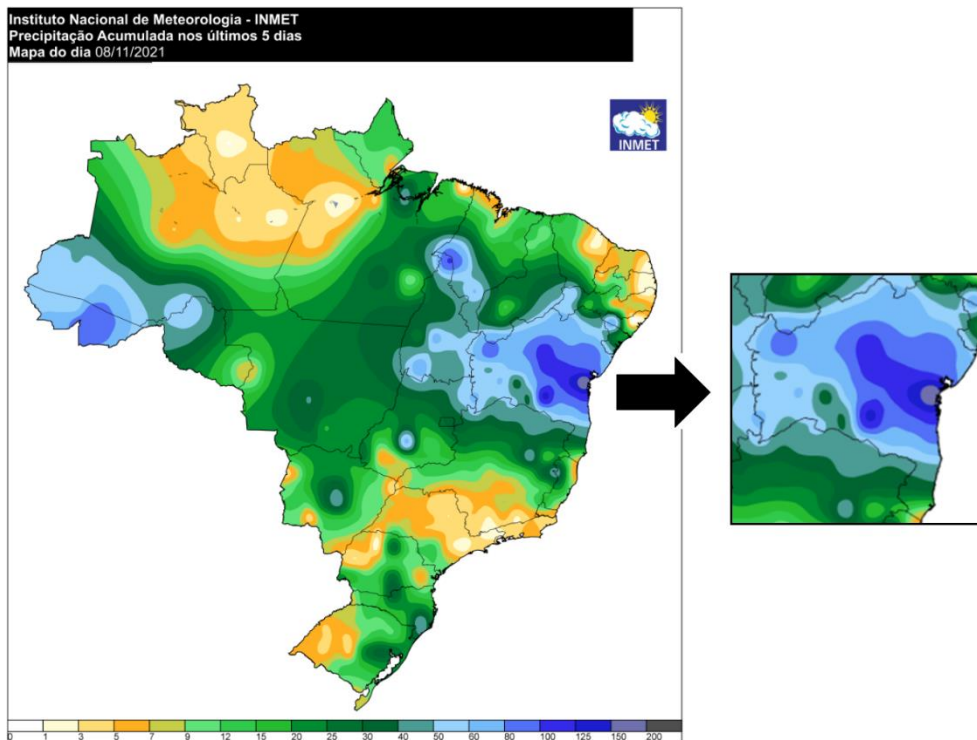 Instituto Nacional de Meteorologia - INMET
Precipitação Acumulada nos últimos 5 dias
Mapa do dia 08/11/2021
INMET
0 1 3 5 7 9 12 15 20 25 30 40 50 60 80 100 125 150 200